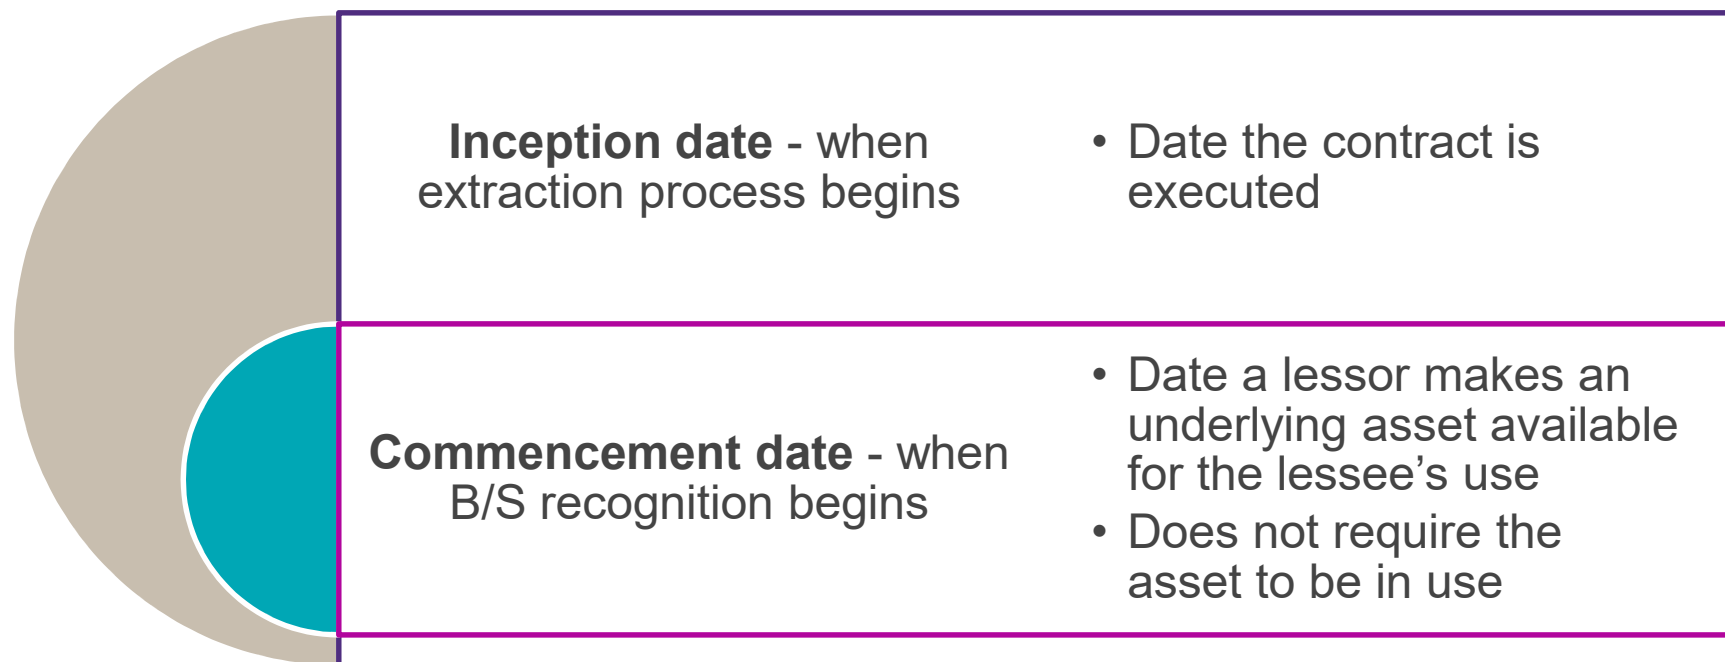 Inception date - when
extraction process begins
• Date the contract is
executed
Commencement date - when
B/S recognition begins
• Date a lessor makes an
underlying asset available
for the lessee’s use
• Does not require the
asset to be in use